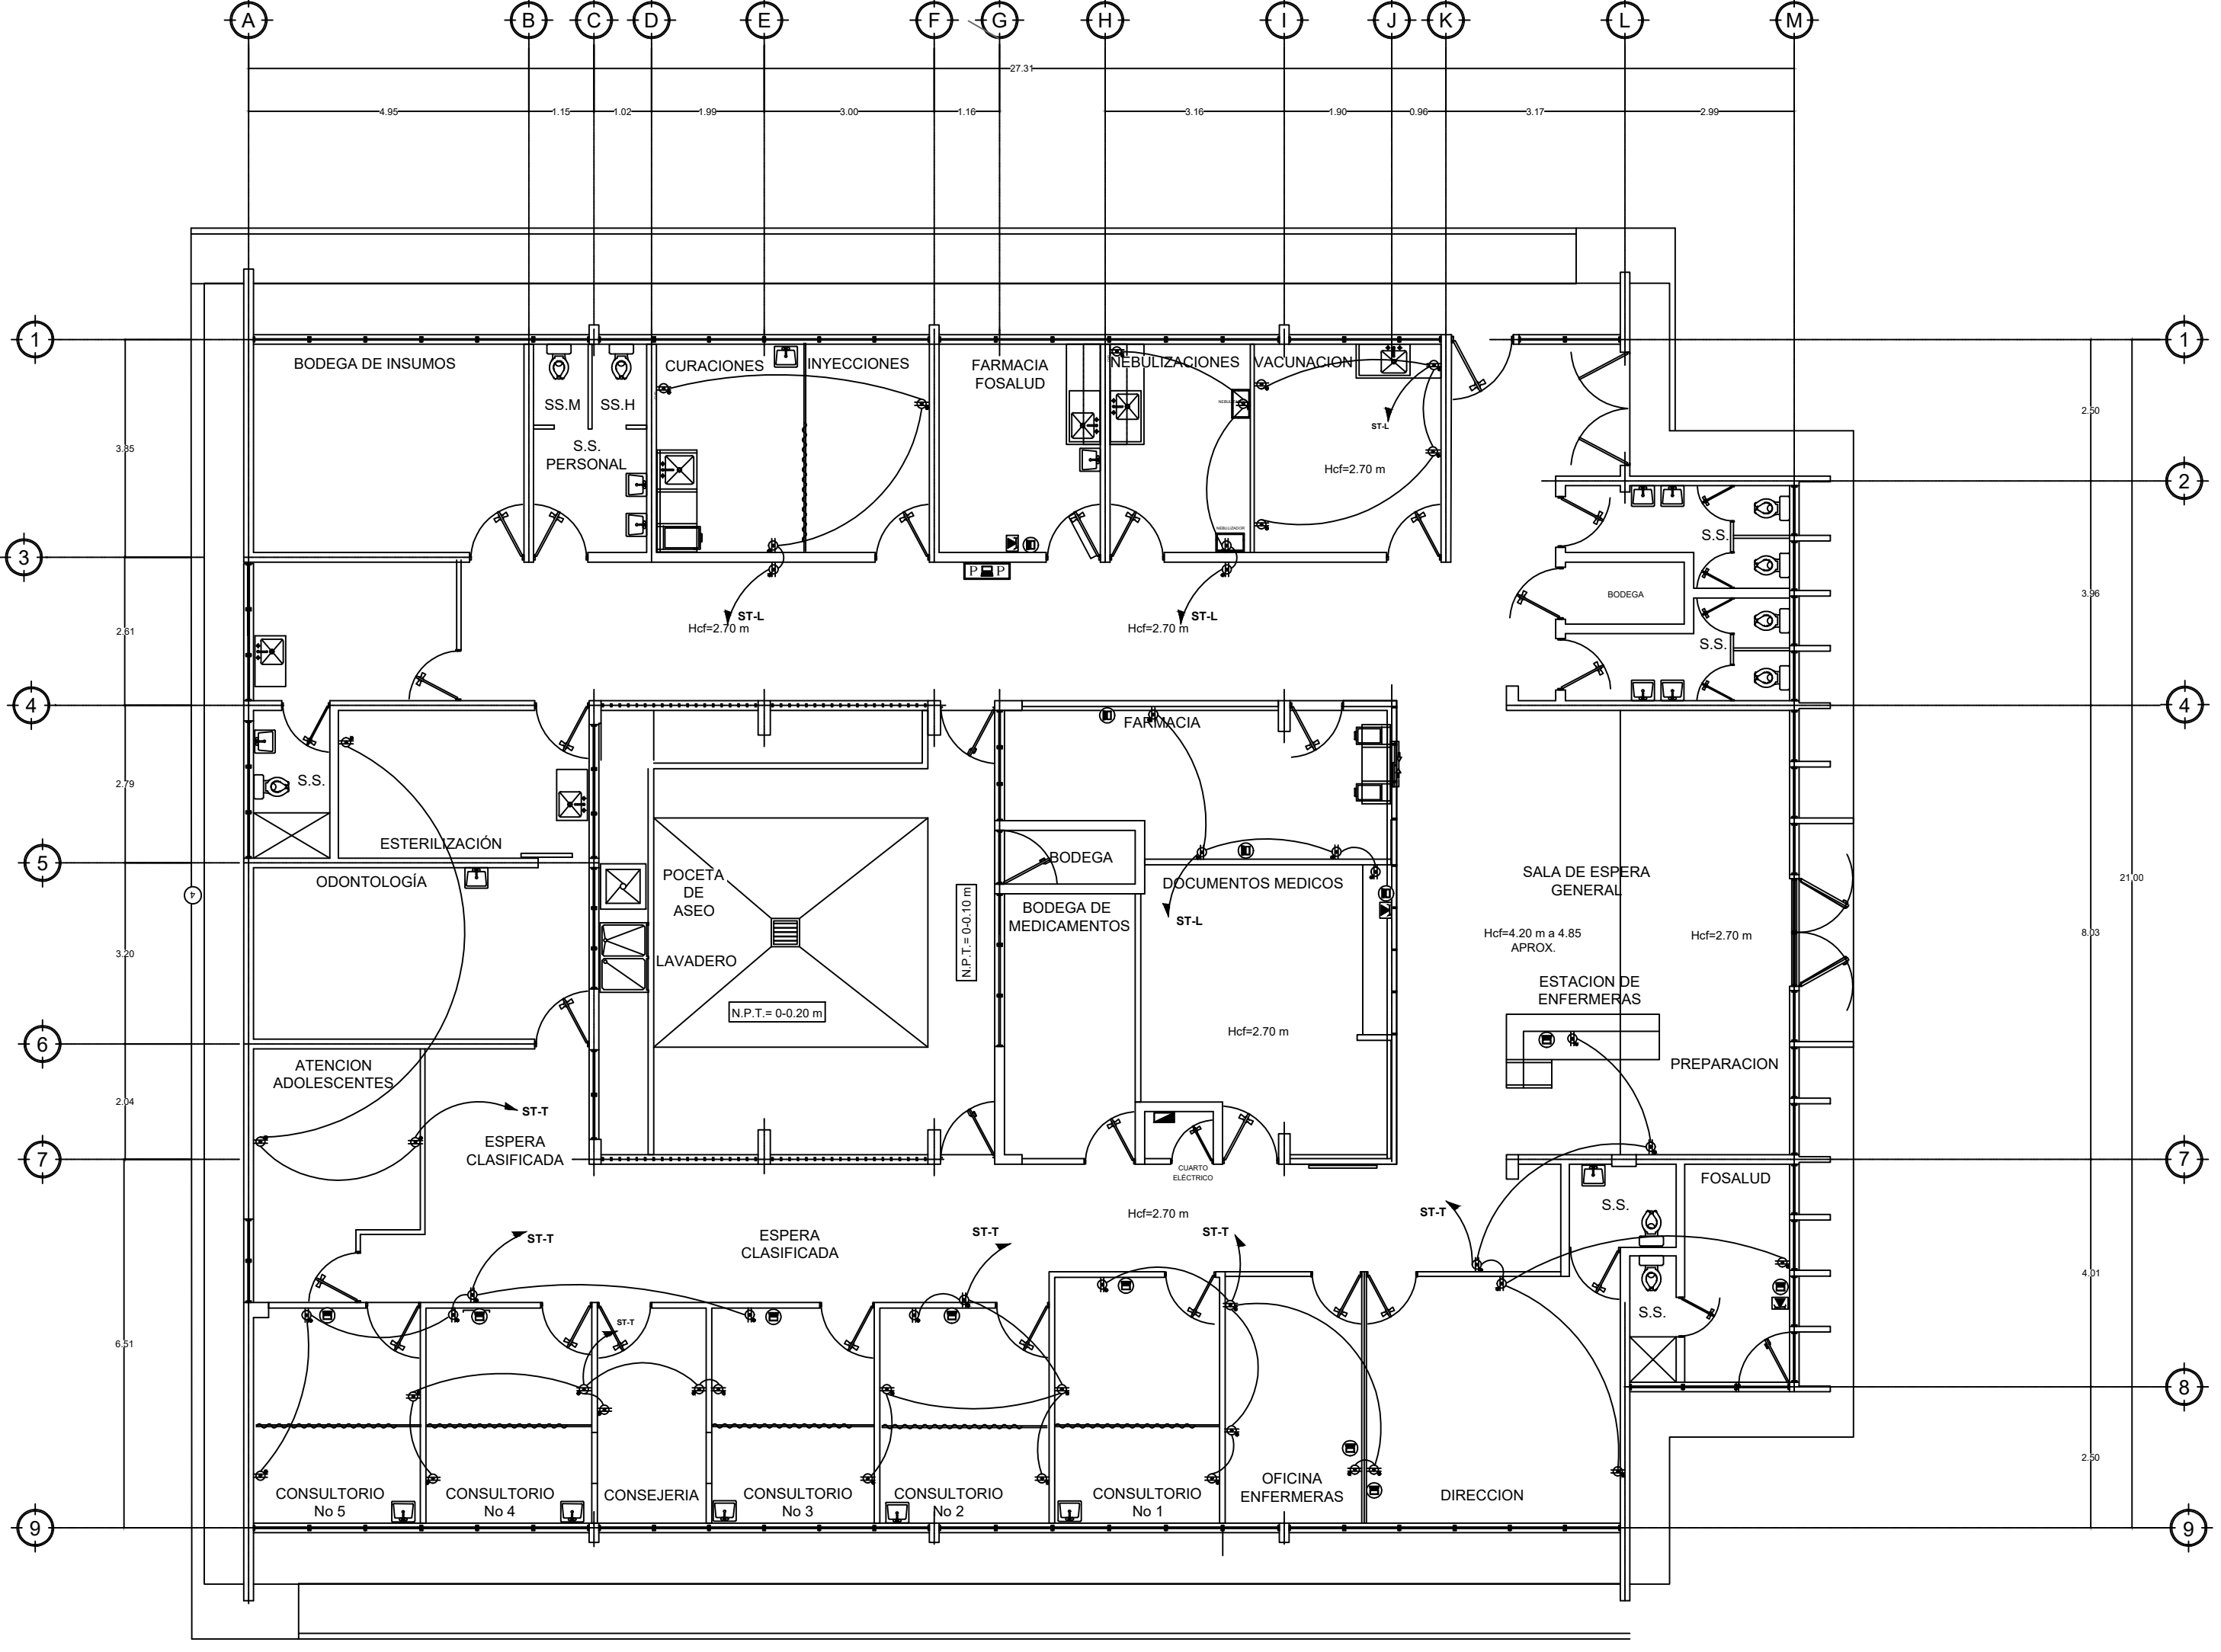 A B C D E F G H I J K L M
27.31
4.95 1.15 1.02 1.99 3.00 1.16 3.16 1.90 0.96 3.17 2.99
1 1
BODEGA DE INSUMOS
SS.M SS.H
S.S.
PERSONAL
CURACIONES
INYECCIONES
FARMACIA
FOSALUD
NEBULIZACIONES
VACUNACION
ST-L
Hcf=2.70 m
NEBULIZADOR
2.50
3.85
2
3
P P
S.S.
BODEGA
S.S.
3.96
2.61
ST-L
Hcf=2.70 m
ST-L
Hcf=2.70 m
4 4
S.S.
ESTERILIZACIÓN
2.79
FARMACIA
5
ODONTOLOGÍA
4
POCETA
DE
ASEO
LAVADERO
N.P.T.= 0-0.20 m
N.P.T.= 0-0.10 m
BODEGA
BODEGA DE
MEDICAMENTOS
DOCUMENTOS MEDICOS
ST-L
Hcf=2.70 m
SALA DE ESPERA
GENERAL
Hcf=4.20 m a 4.85
APROX.
Hcf=2.70 m
ESTACION DE
ENFERMERAS
PREPARACION
21.00
8.03
3.20
6
ATENCION
ADOLESCENTES
2.04
ST-T
ESPERA
CLASIFICADA
7 7
CUARTO
ELÉCTRICO
FOSALUD
S.S.
S.S.
Hcf=2.70 m
ST-T
ESPERA
CLASIFICADA
ST-T
ST-T
ST-T
4.01
6.51
ST-T
8
2.50
CONSULTORIO
No 5
CONSULTORIO
No 4
CONSEJERIA
CONSULTORIO
No 3
CONSULTORIO
No 2
CONSULTORIO
No 1
OFICINA
ENFERMERAS
DIRECCION
9 9